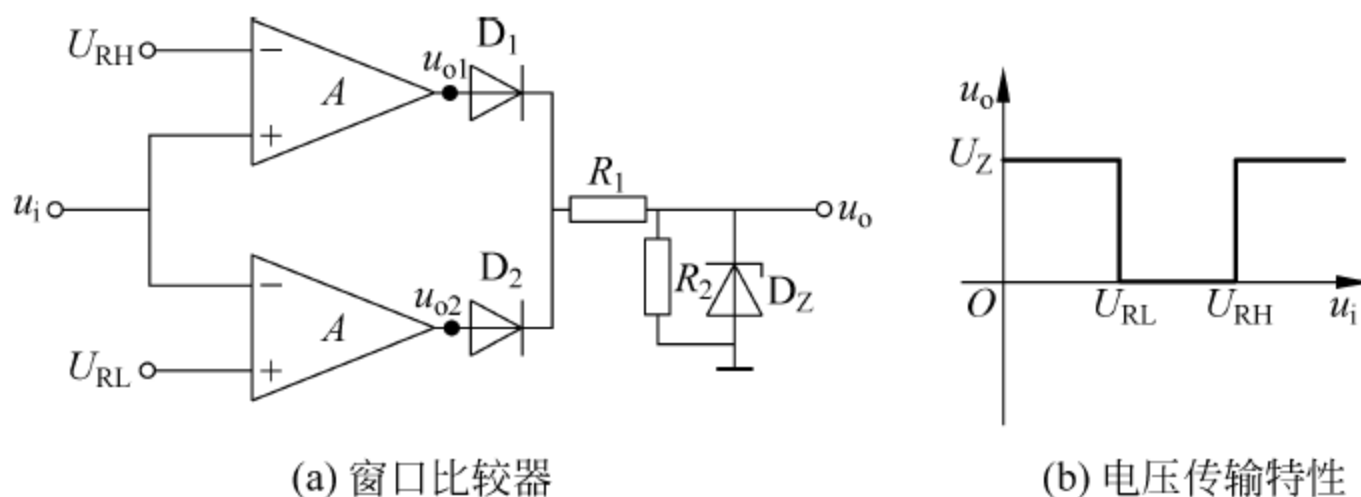 U_RH
−
A
+
u_o1
D_1
u_i
R_1
u_o
−
A
+
u_o2
D_2
R_2
D_Z
U_RL
(a) 窗口比较器
u_o
U_Z
O
U_RL
U_RH
u_i
(b) 电压传输特性